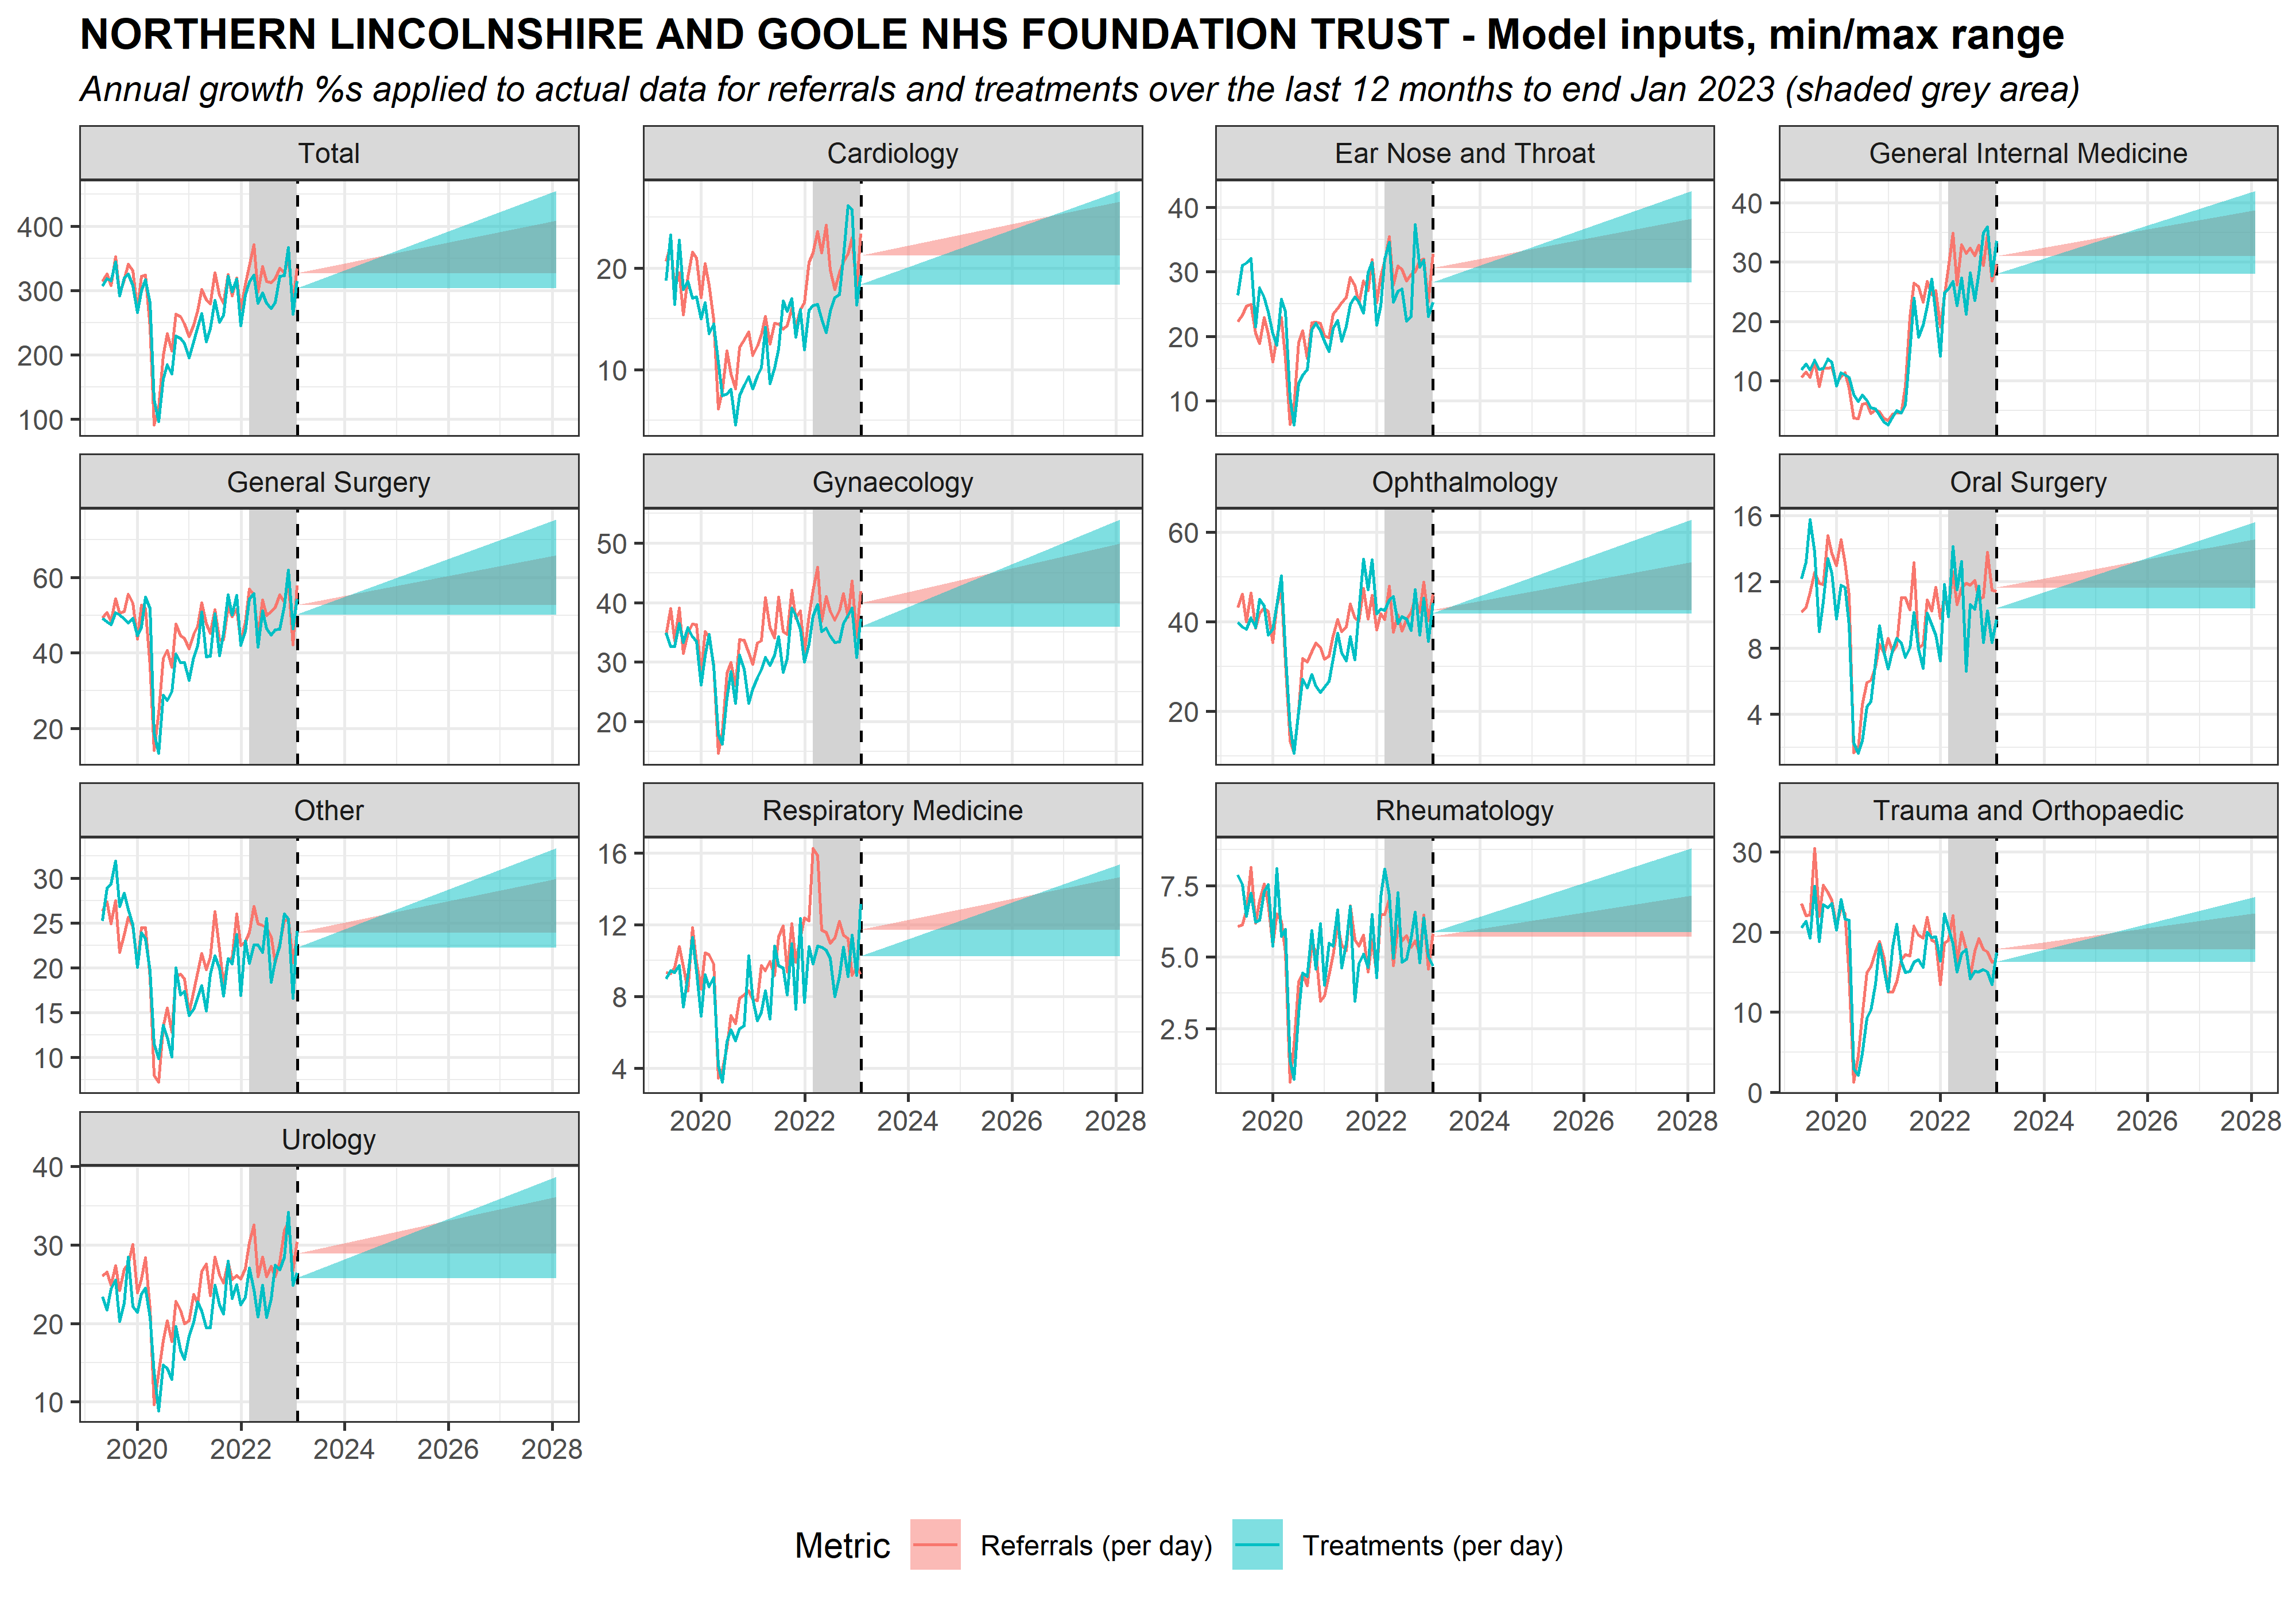 NORTHERN LINCOLNSHIRE AND GOOLE NHS FOUNDATION TRUST - Model inputs, min/max range
Annual growth %s applied to actual data for referrals and treatments over the last 12 months to end Jan 2023 (shaded grey area)
Total
400
300
200
100
Cardiology
20
10
Ear Nose and Throat
40
30
20
10
General Internal Medicine
40
30
20
10
General Surgery
60
40
20
Gynaecology
50
40
30
20
Ophthalmology
60
40
20
Oral Surgery
16
12
8
4
Other
30
25
20
15
10
Respiratory Medicine
16
12
8
4
2020 2022 2024 2026 2028
Rheumatology
7.5
5.0
2.5
2020 2022 2024 2026 2028
Trauma and Orthopaedic
30
20
10
0
2020 2022 2024 2026 2028
Urology
40
30
20
10
2020 2022 2024 2026 2028
Metric Referrals (per day) Treatments (per day)